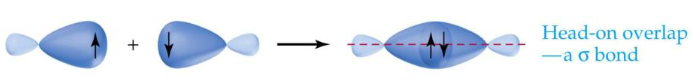 +
Head-on overlap
—a σ bond